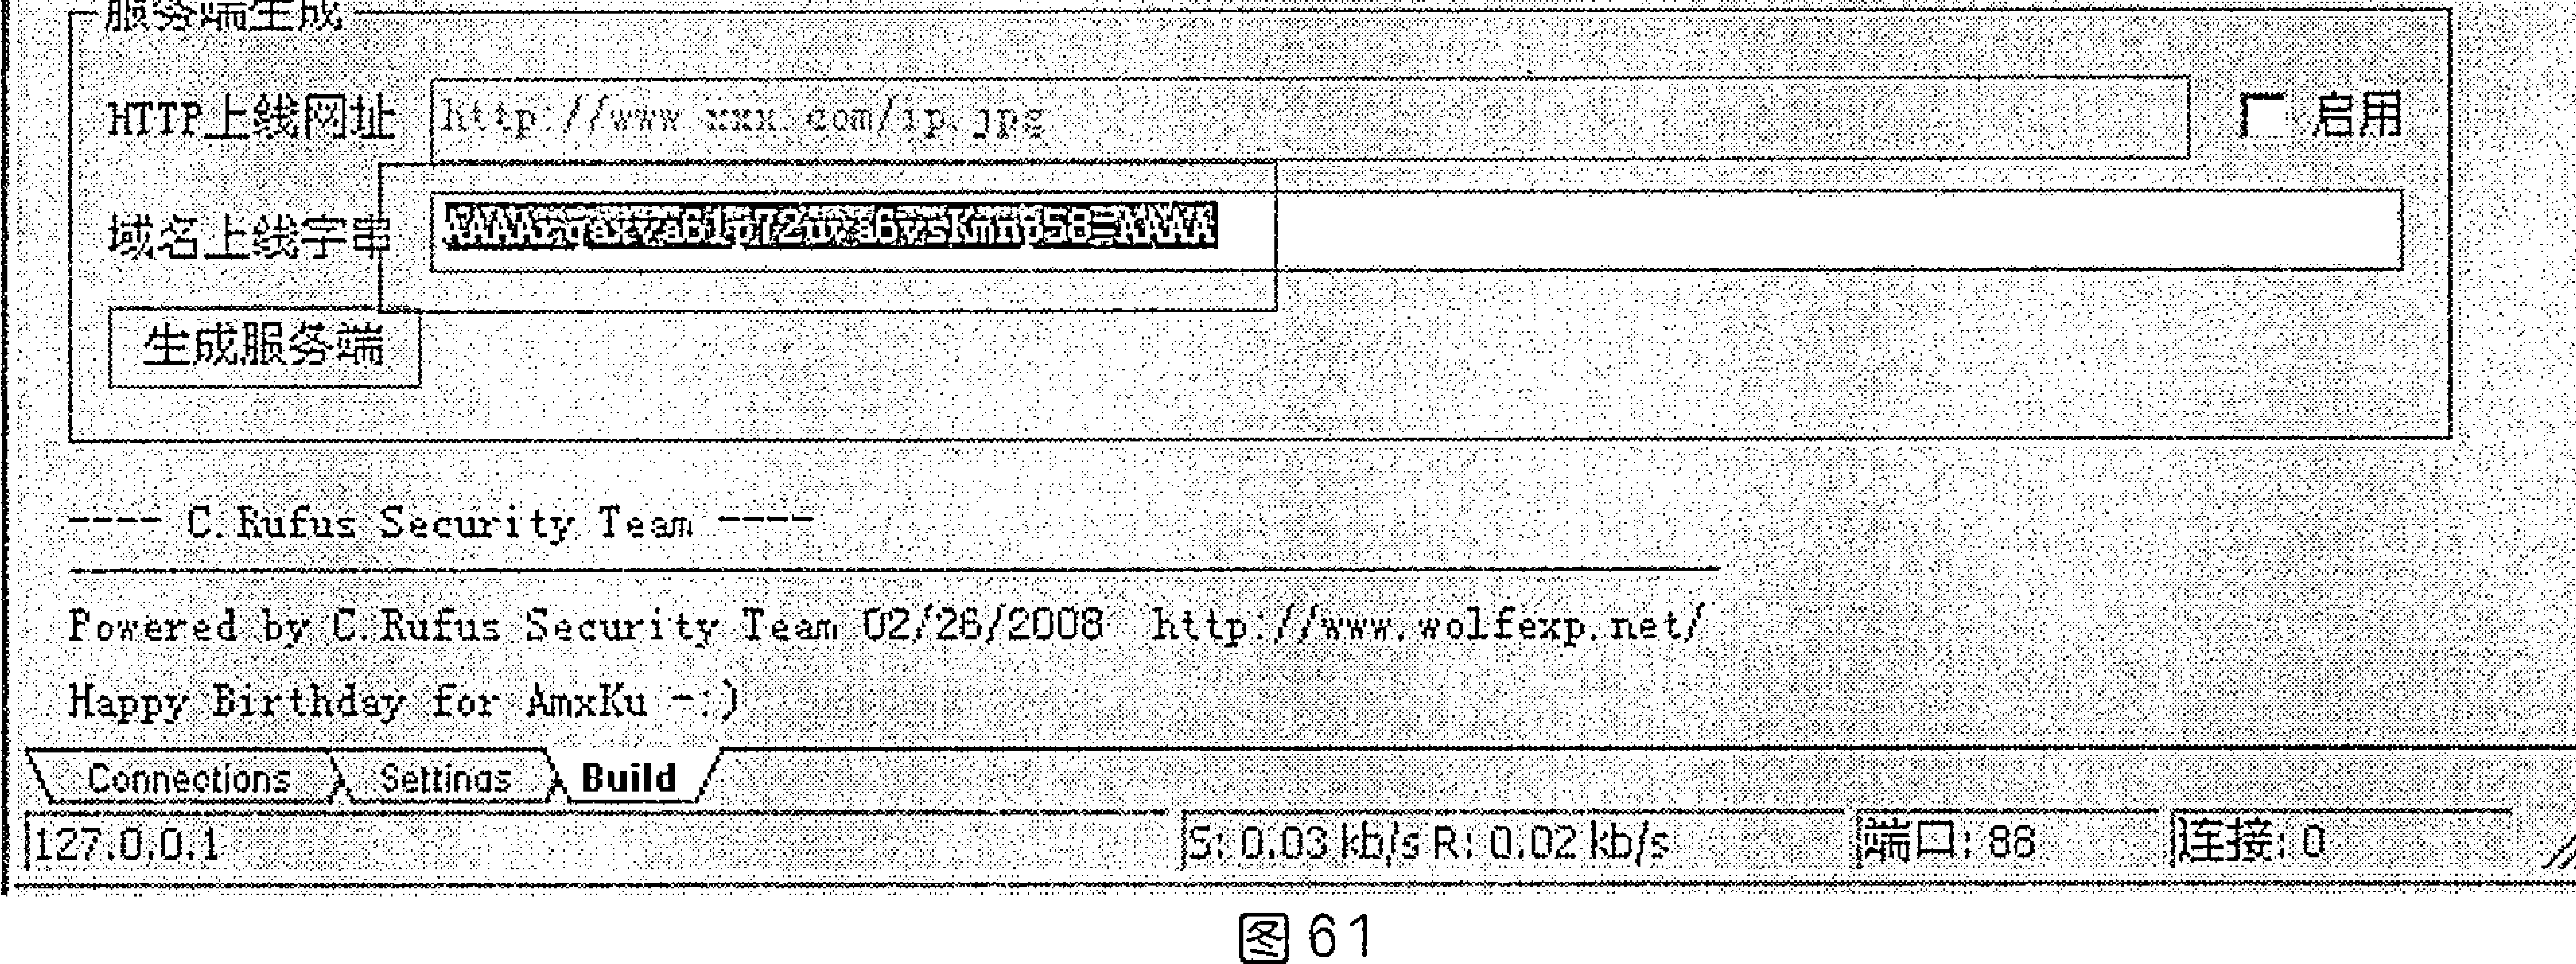 服务端生成
HTTP上线网址 http://www.xxx.com/ip.jpg 启用
域名上线字串
生成服务端
---- C.Rufus Security Team ----
Powered by C.Rufus Security Team 02/26/2008 http://www.wolfexp.net/
Happy Birthday for AmxKu -:)
Connections Settings Build
127.0.0.1 S: 0.03 kb/s R: 0.02 kb/s 端口: 86 连接: 0
图 61